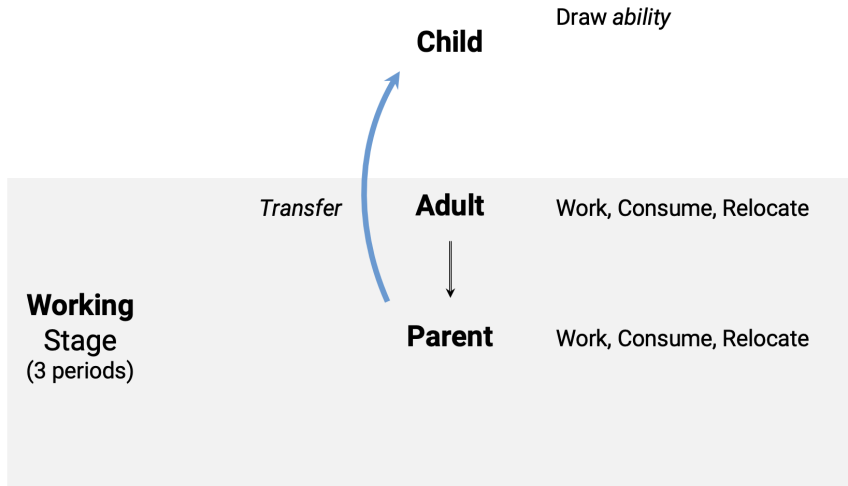 Child
Draw ability
Transfer
Adult
Work, Consume, Relocate
Working
Stage
(3 periods)
Parent
Work, Consume, Relocate